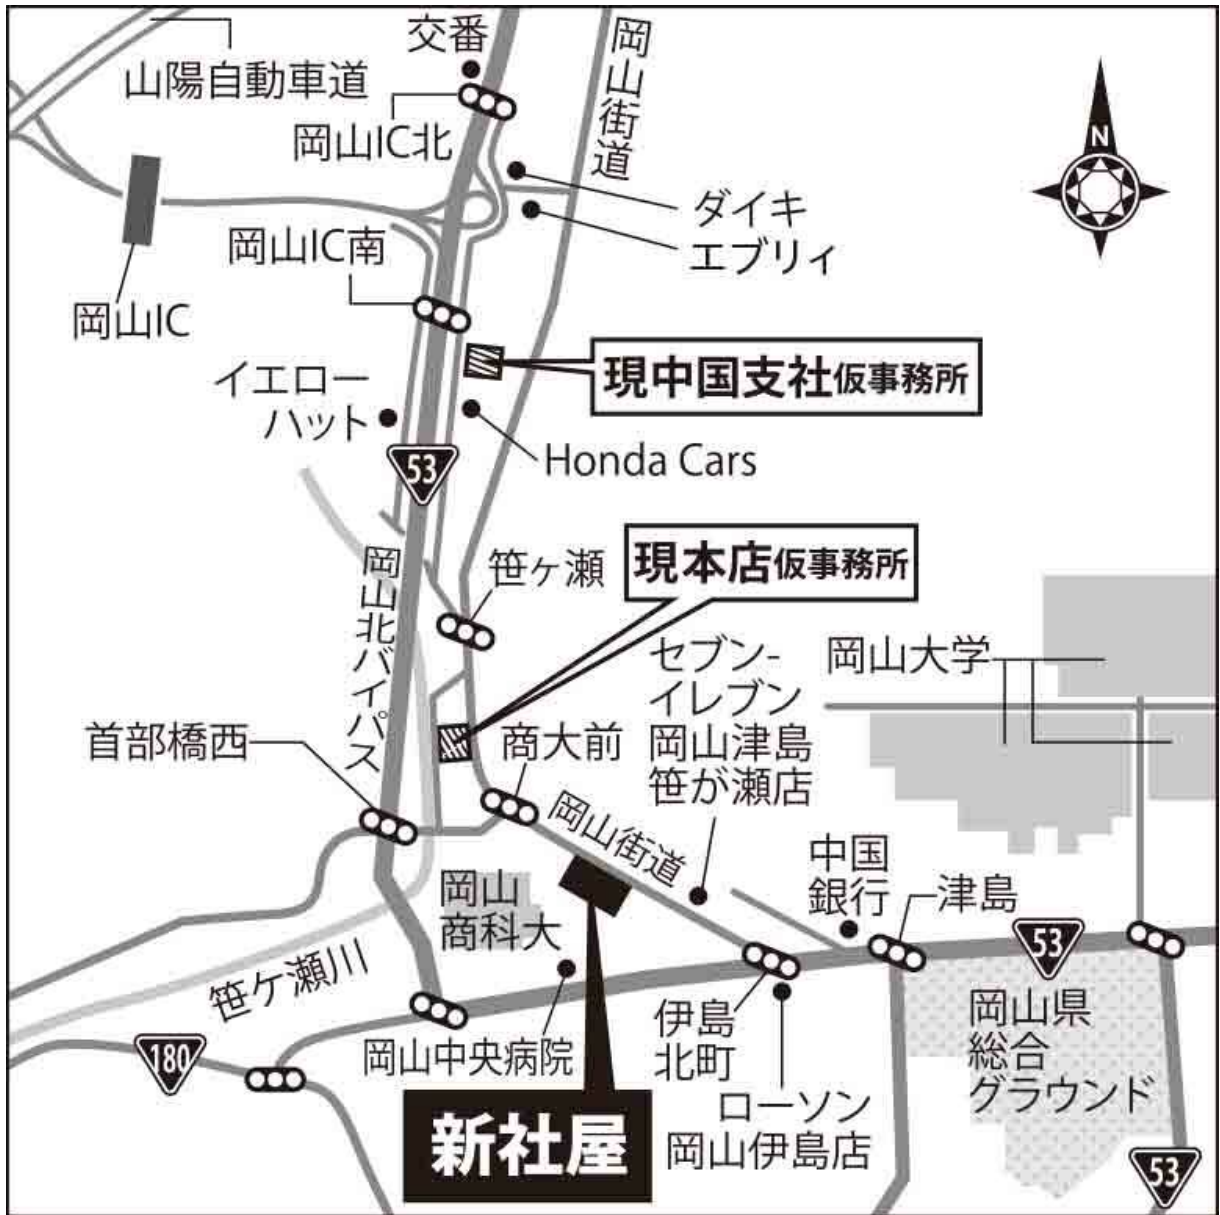 交番
岡山街道
山陽自動車道
岡山IC北
N
ダイキ
エブリィ
岡山IC南
岡山IC
現中国支社仮事務所
イエロー
ハット
Honda Cars
53
現本店仮事務所
笹ヶ瀬
岡山北バイパス
セブン-
イレブン
岡山津島
笹が瀬店
岡山大学
首部橋西
商大前
岡山街道
中国
銀行
津島
岡山
商科大
53
笹ケ瀬川
岡山県
総合
グラウンド
伊島
北町
180
岡山中央病院
ローソン
岡山伊島店
新社屋
53